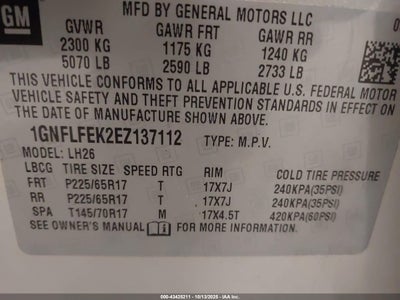 GM
MFD BY GENERAL MOTORS LLC
GVWR GAWR FRT GAWR RR
2300 KG 1175 KG 1240 KG
5070 LB 2590 LB 2733 LB
THIS VEHICLE CONFORMS TO ALL APPLICABLE U.S. FEDERAL MOTOR
VEHICLE SAFETY AND THEFT PREVENTION STANDARDS IN EFFECT ON
THE DATE OF MANUFACTURE SHOWN ABOVE.
1GNFLFEK2EZ137112 TYPE: M.P.V.
MODEL: LH26
LBCG TIRE SIZE SPEED RTG RIM COLD TIRE PRESSURE
FRT P225/65R17 T 17X7J 240KPA(35PSI)
RR P225/65R17 T 17X7J 240KPA(35PSI)
SPA T145/70R17 M 17X4.5T 420KPA(60PSI)
SEE OWNER'S MANUAL FOR MORE INFORMATION.
000-43425211 - 10/13/2025 - IAA Inc.